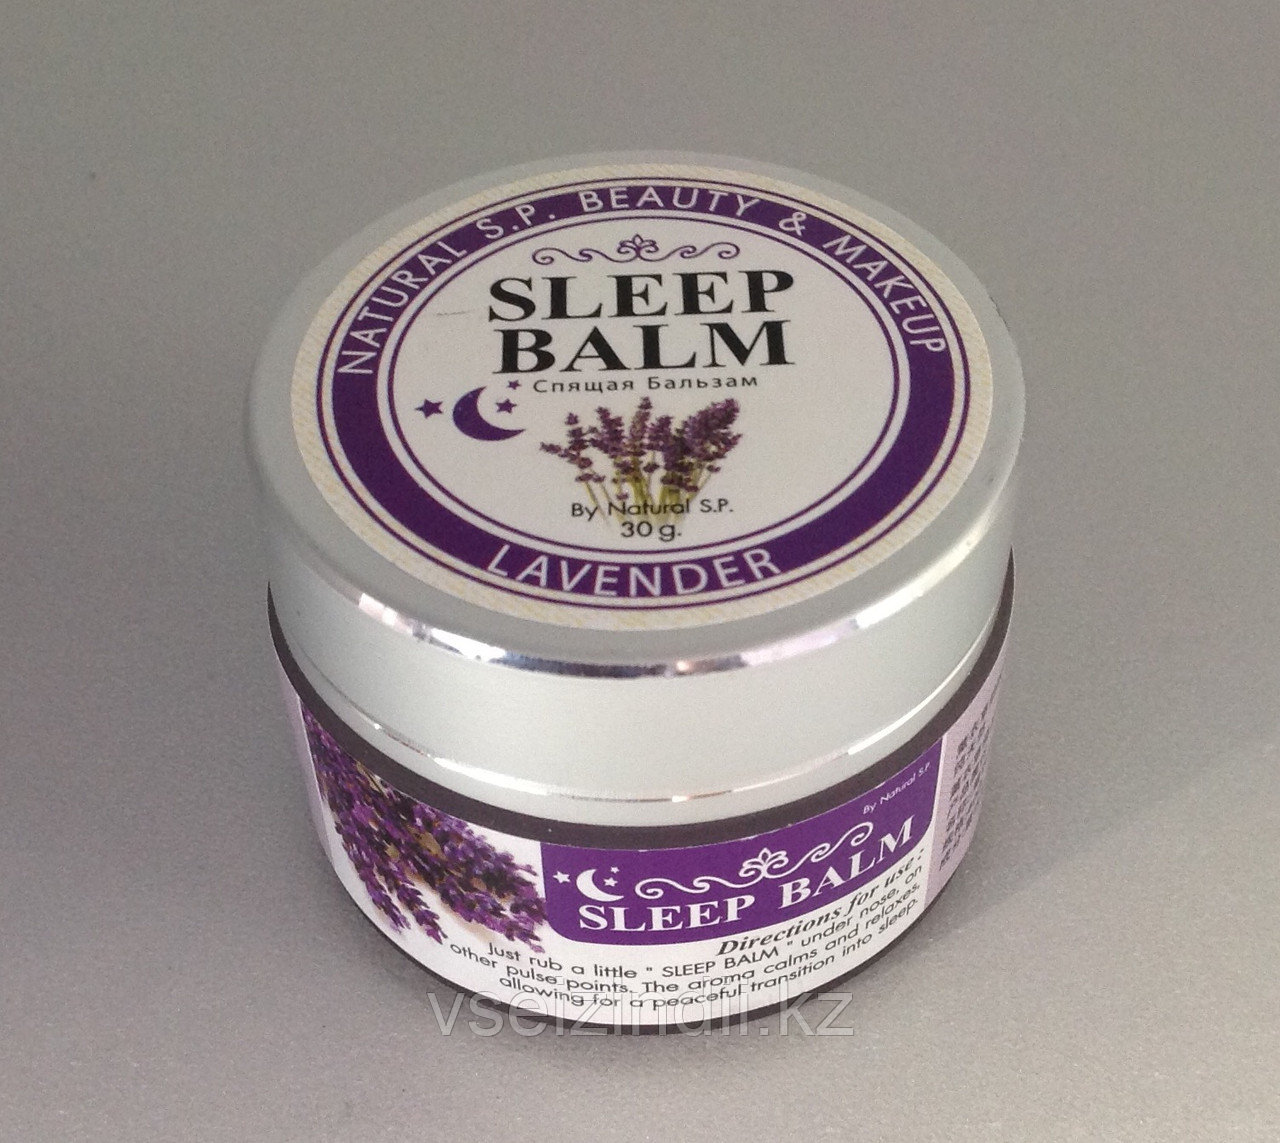 NATURAL S.P. BEAUTY & MAKEUP
SLEEP
BALM
Спящая Бальзам
By Natural S.P.
30 g.
LAVENDER
By Natural S.P.
SLEEP BALM
Directions for use :
Just rub a little " SLEEP BALM " under nose, on
other pulse points. The aroma calms and relaxes,
allowing for a peaceful transition into sleep.
vseizindii.kz